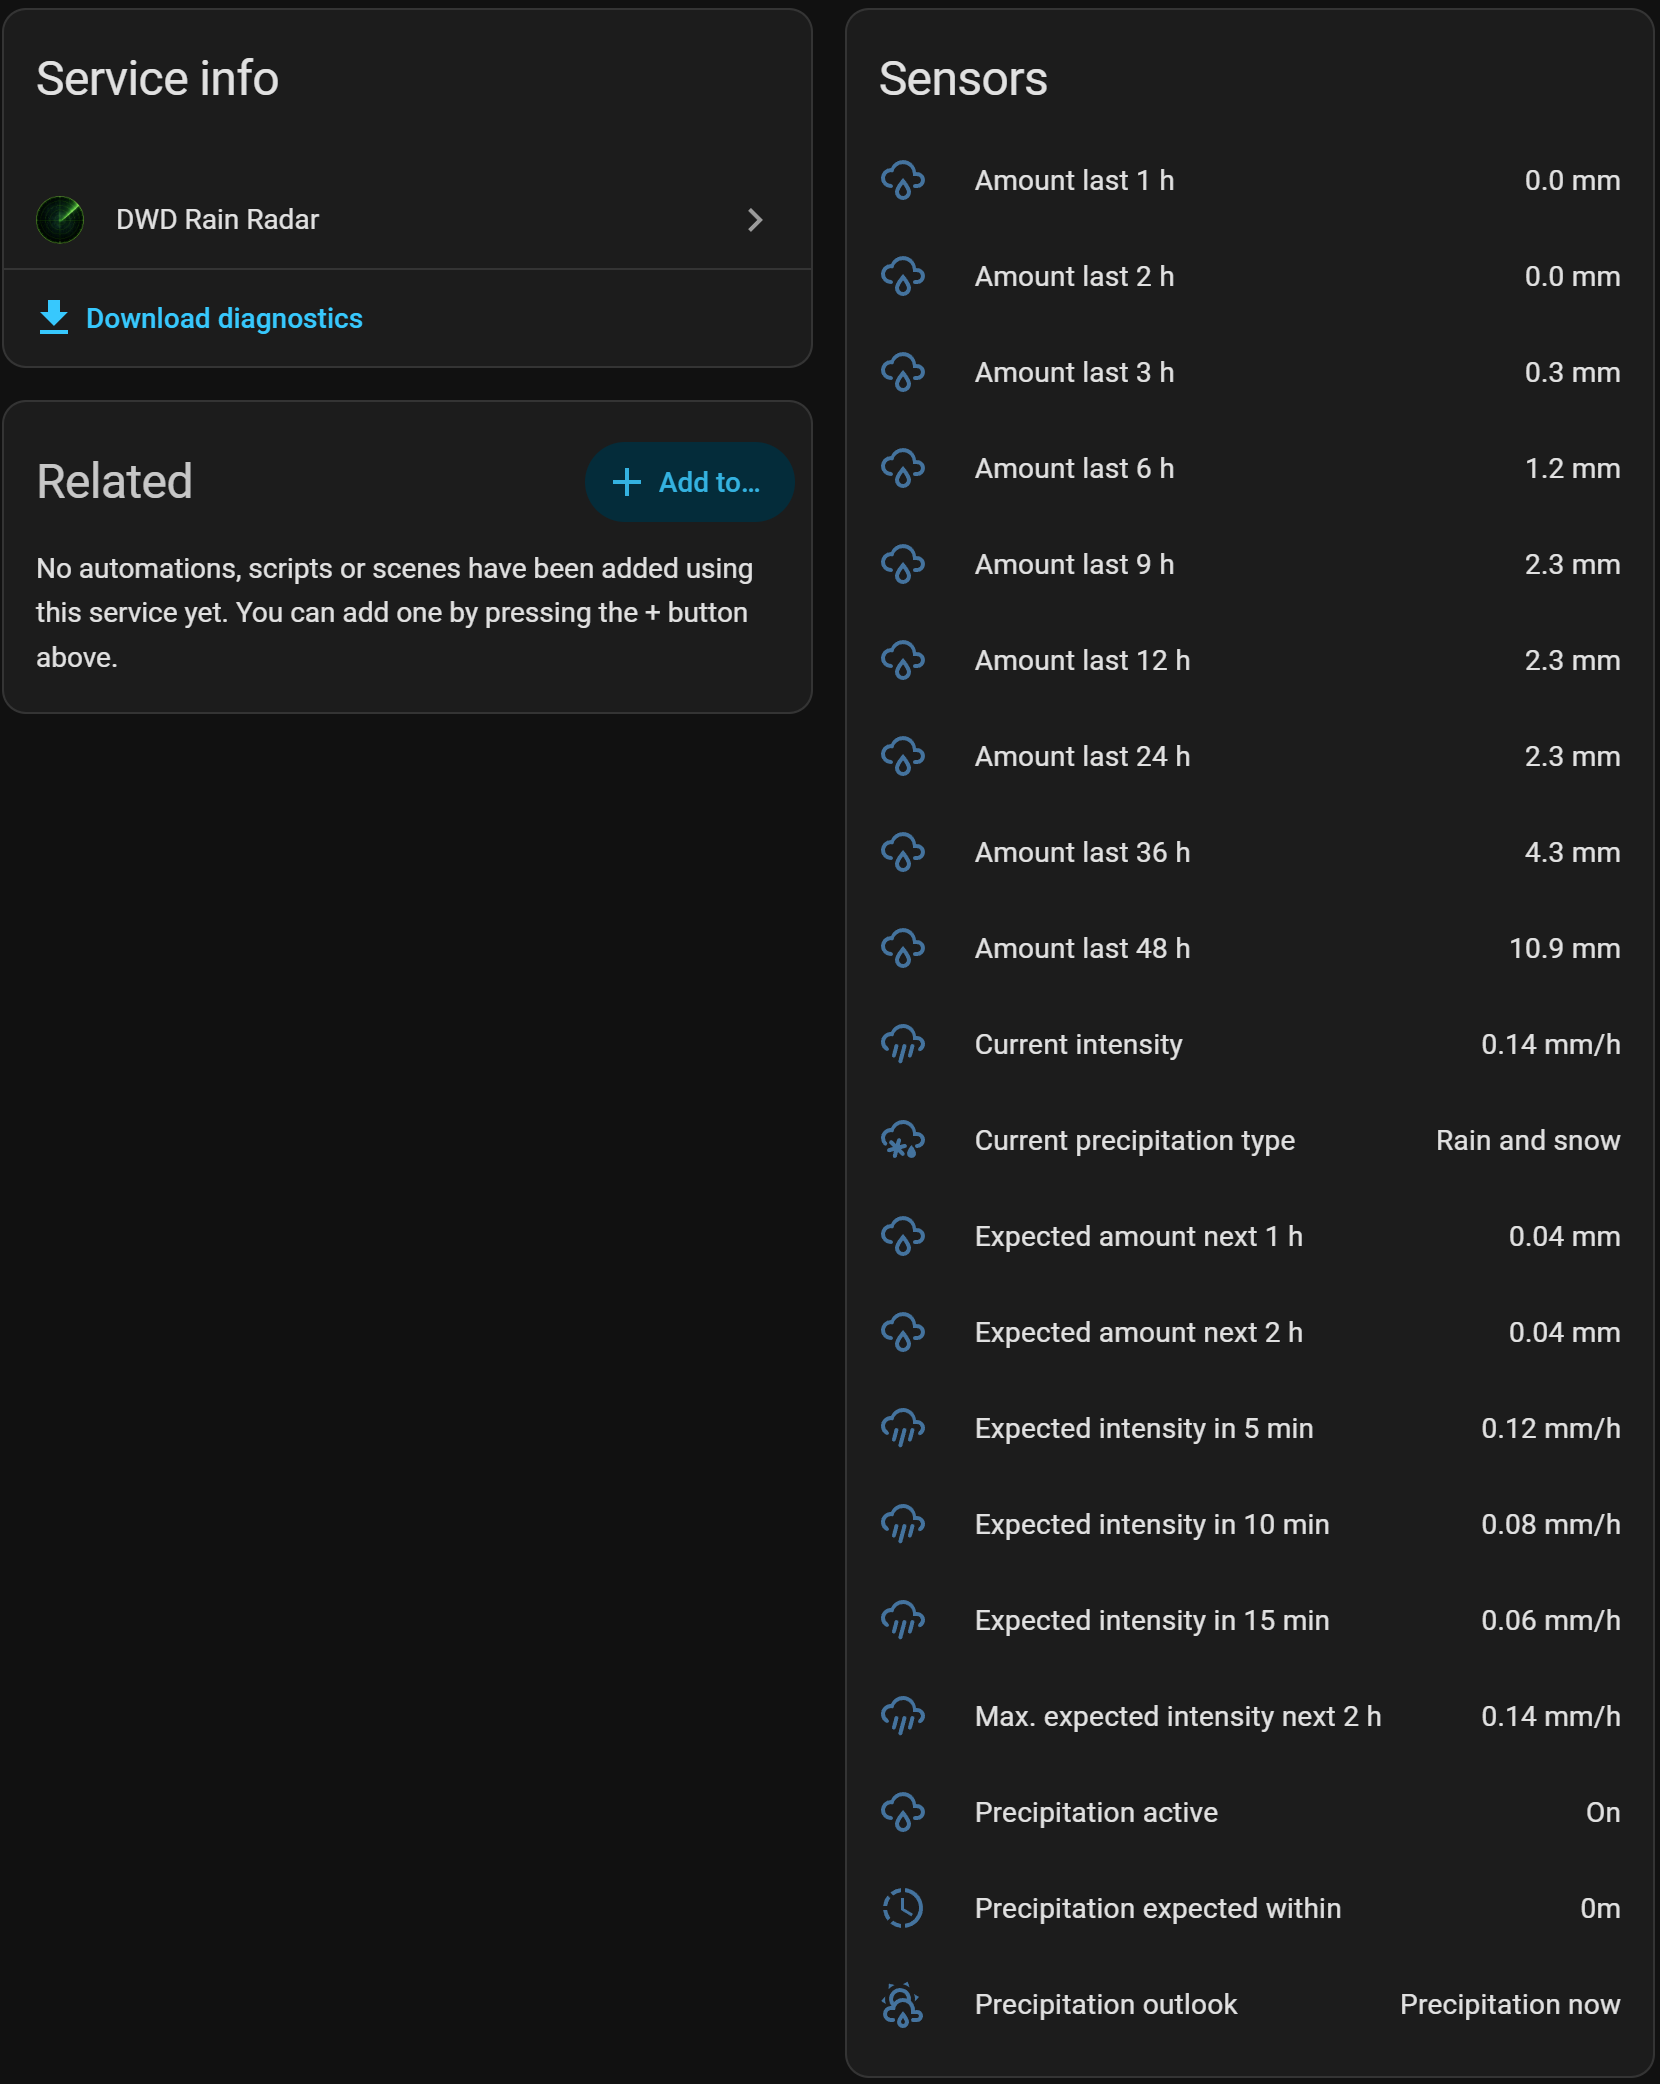 Service info
DWD Rain Radar
Download diagnostics
Related
Add to...
No automations, scripts or scenes have been added using
this service yet. You can add one by pressing the + button
above.
Sensors
Amount last 1 h 0.0 mm
Amount last 2 h 0.0 mm
Amount last 3 h 0.3 mm
Amount last 6 h 1.2 mm
Amount last 9 h 2.3 mm
Amount last 12 h 2.3 mm
Amount last 24 h 2.3 mm
Amount last 36 h 4.3 mm
Amount last 48 h 10.9 mm
Current intensity 0.14 mm/h
Current precipitation type Rain and snow
Expected amount next 1 h 0.04 mm
Expected amount next 2 h 0.04 mm
Expected intensity in 5 min 0.12 mm/h
Expected intensity in 10 min 0.08 mm/h
Expected intensity in 15 min 0.06 mm/h
Max. expected intensity next 2 h 0.14 mm/h
Precipitation active On
Precipitation expected within 0m
Precipitation outlook Precipitation now